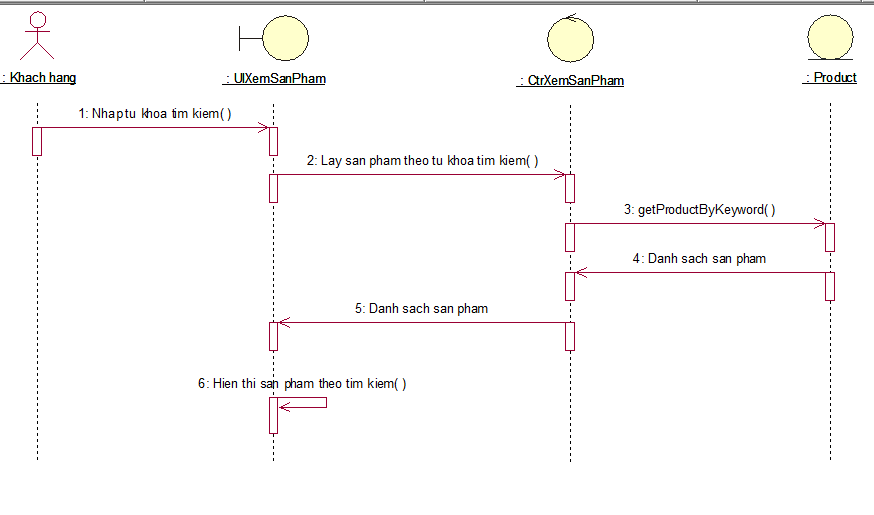 : Khach hang
: UIXemSanPham
: CtrXemSanPham
: Product
1: Nhap tu khoa tim kiem( )
2: Lay san pham theo tu khoa tim kiem( )
3: getProductByKeyword( )
4: Danh sach san pham
5: Danh sach san pham
6: Hien thi san pham theo tim kiem( )